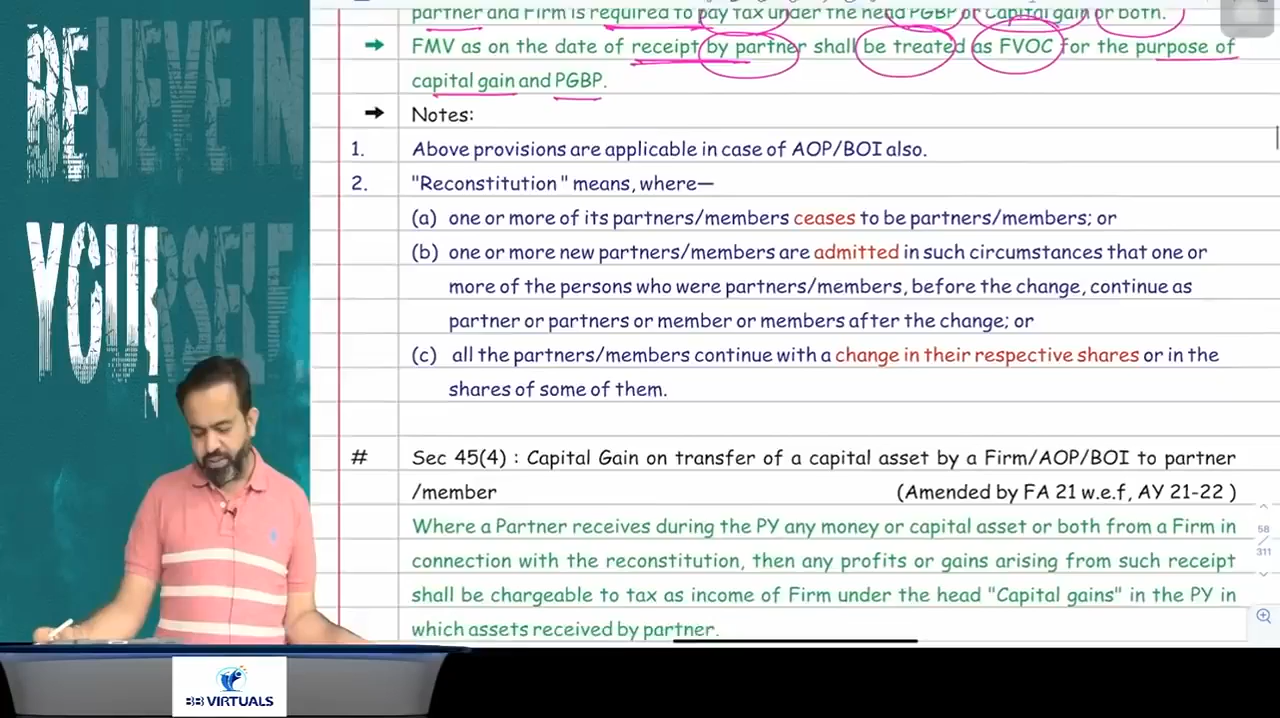 BELIEVE IN
YOURSELF
partner and Firm is required to pay tax under the head PGBP or Capital gain or both.
→ FMV as on the date of receipt by partner shall be treated as FVOC for the purpose of
capital gain and PGBP.
→ Notes:
1. Above provisions are applicable in case of AOP/BOI also.
2. "Reconstitution" means, where—
(a) one or more of its partners/members ceases to be partners/members; or
(b) one or more new partners/members are admitted in such circumstances that one or
more of the persons who were partners/members, before the change, continue as
partner or partners or member or members after the change; or
(c) all the partners/members continue with a change in their respective shares or in the
shares of some of them.
# Sec 45(4) : Capital Gain on transfer of a capital asset by a Firm/AOP/BOI to partner
/member (Amended by FA 21 w.e.f, AY 21-22 )
Where a Partner receives during the PY any money or capital asset or both from a Firm in
connection with the reconstitution, then any profits or gains arising from such receipt
shall be chargeable to tax as income of Firm under the head "Capital gains" in the PY in
which assets received by partner.
58
311
BB VIRTUALS